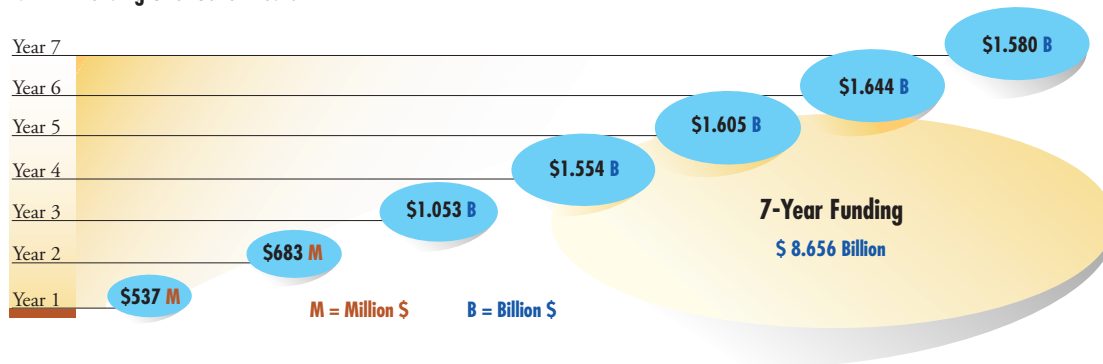 Year 7
$1.580 B
Year 6
$1.644 B
Year 5
$1.605 B
Year 4
$1.554 B
Year 3
$1.053 B
7-Year Funding
$ 8.656 Billion
Year 2
$683 M
Year 1
$537 M
M = Million $
B = Billion $